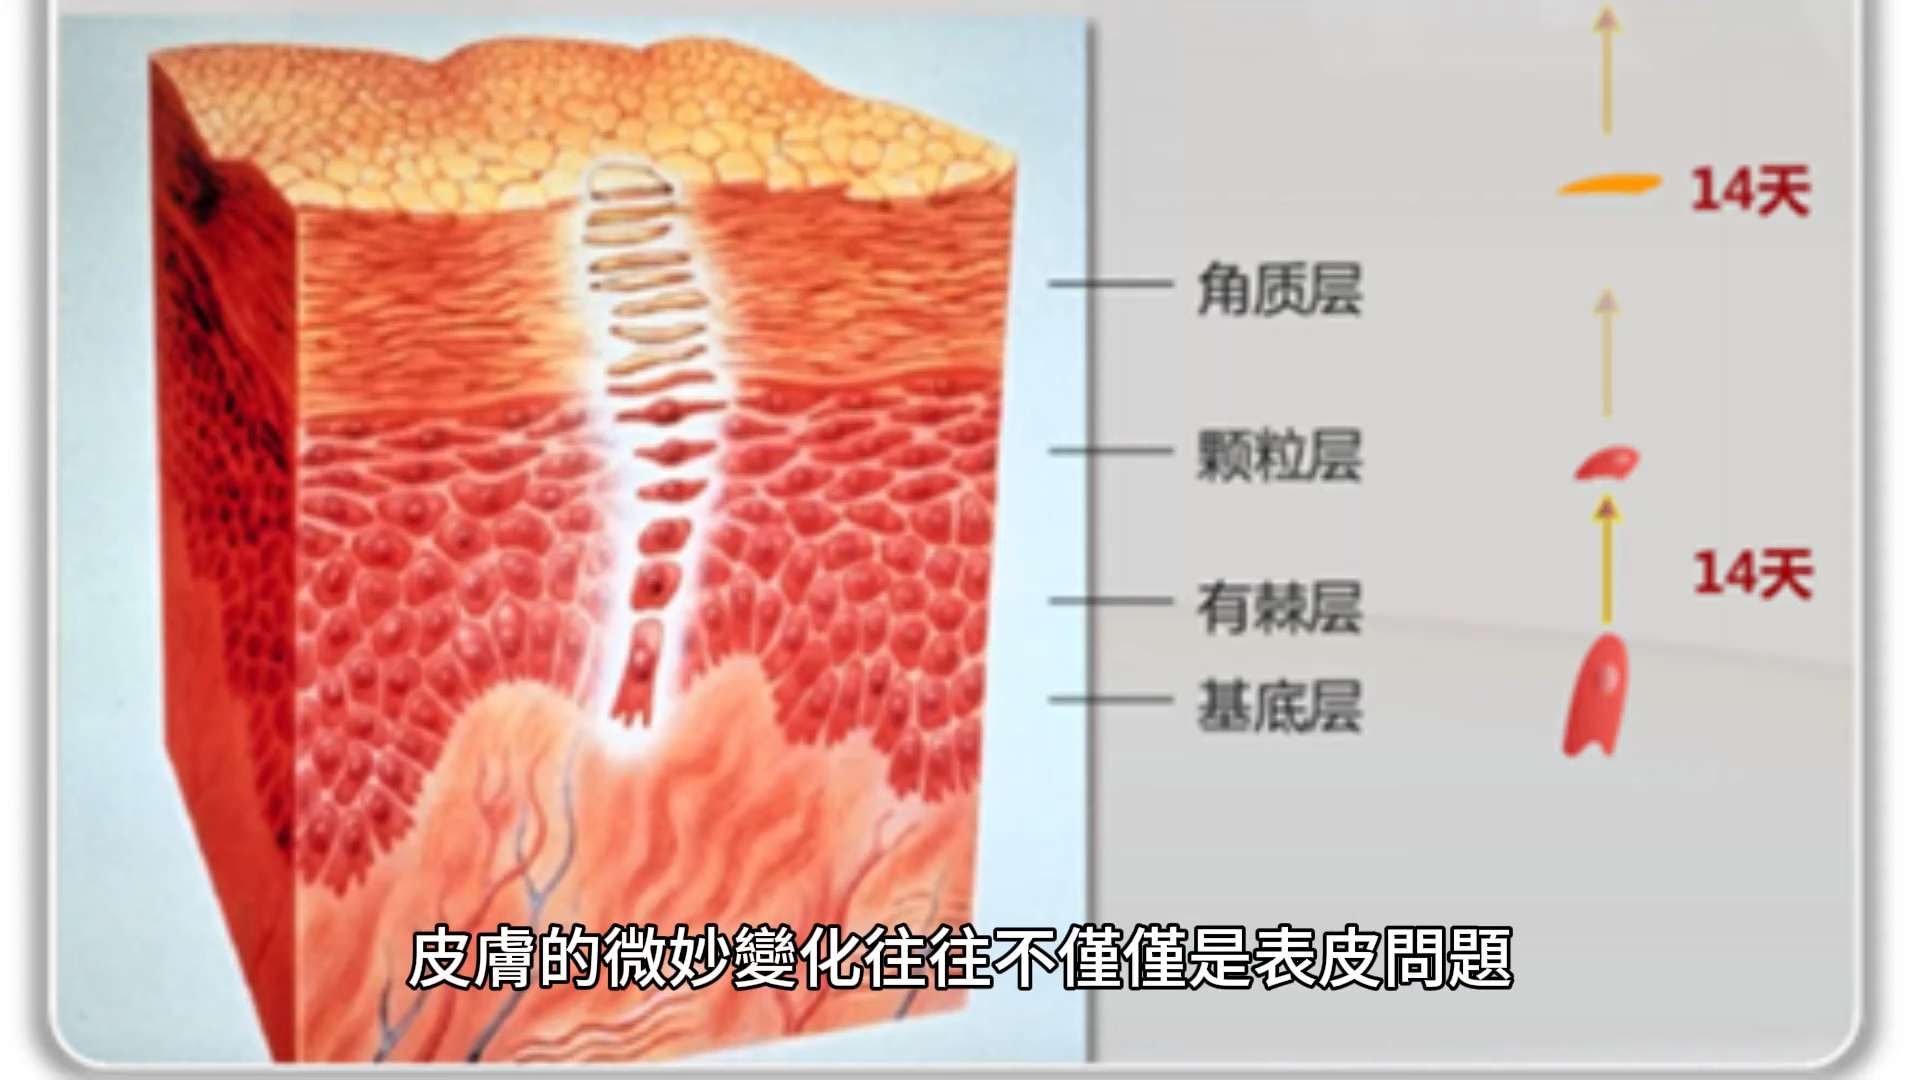 14天
角质层
颗粒层
14天
有棘层
基底层
皮膚的微妙變化往往不僅僅是表皮問題